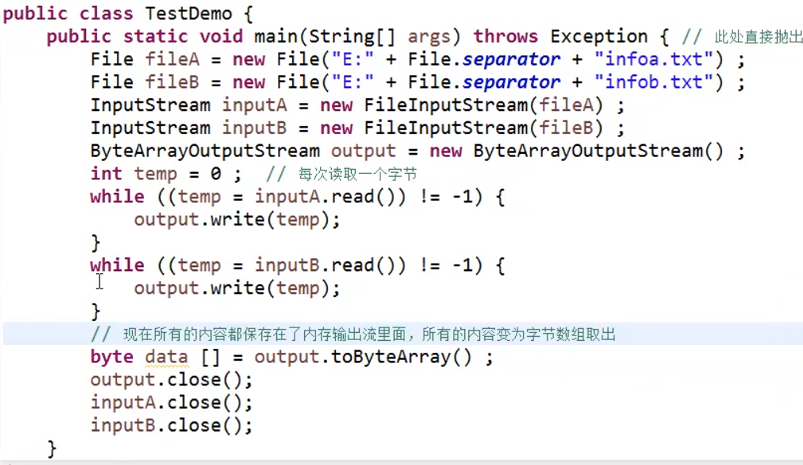 public class TestDemo {
public static void main(String[] args) throws Exception { // 此处直接抛出
File fileA = new File("E:" + File.separator + "infoa.txt") ;
File fileB = new File("E:" + File.separator + "infob.txt") ;
InputStream inputA = new FileInputStream(fileA) ;
InputStream inputB = new FileInputStream(fileB) ;
ByteArrayOutputStream output = new ByteArrayOutputStream() ;
int temp = 0 ; // 每次读取一个字节
while ((temp = inputA.read()) != -1) {
output.write(temp);
}
while ((temp = inputB.read()) != -1) {
output.write(temp);
}
// 现在所有的内容都保存在了内存输出流里面，所有的内容变为字节数组取出
byte data [] = output.toByteArray() ;
output.close();
inputA.close();
inputB.close();
}